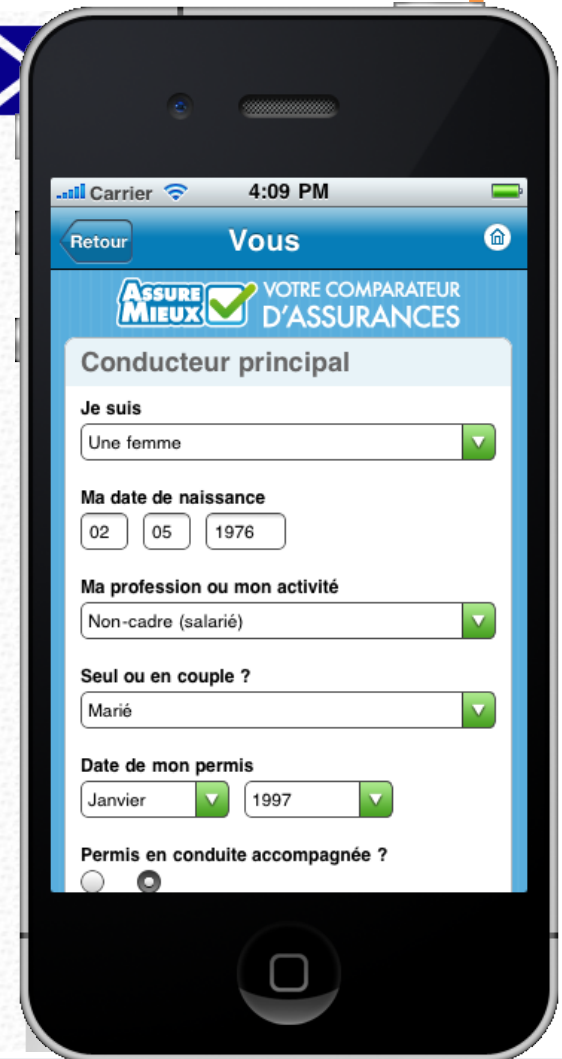 Carrier 4:09 PM
Retour Vous
ASSURE MIEUX VOTRE COMPARATEUR D'ASSURANCES
Conducteur principal
Je suis
Une femme
Ma date de naissance
02 05 1976
Ma profession ou mon activité
Non-cadre (salarié)
Seul ou en couple ?
Marié
Date de mon permis
Janvier 1997
Permis en conduite accompagnée ?